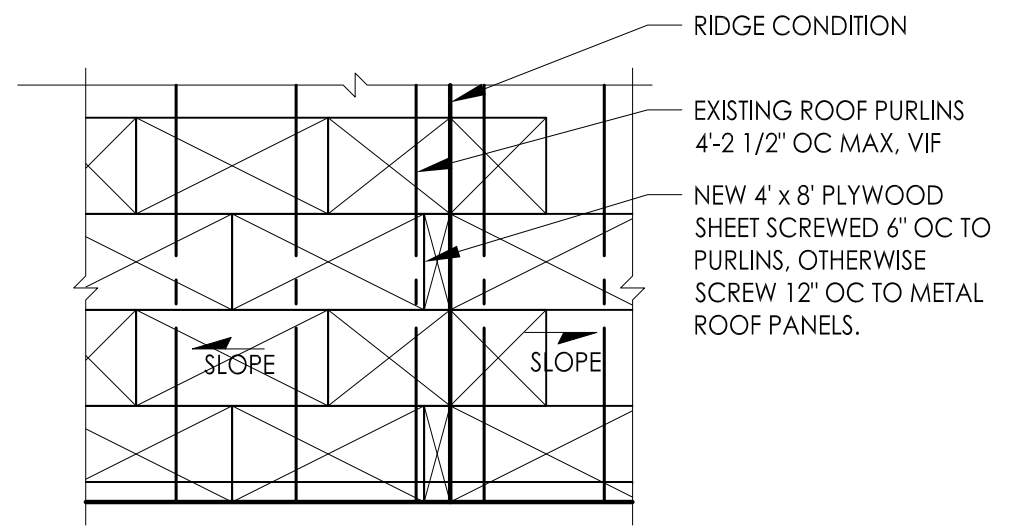 RIDGE CONDITION
EXISTING ROOF PURLINS
4'-2 1/2" OC MAX, VIF
NEW 4' x 8' PLYWOOD
SHEET SCREWED 6" OC TO
PURLINS, OTHERWISE
SCREW 12" OC TO METAL
ROOF PANELS.
SLOPE
SLOPE